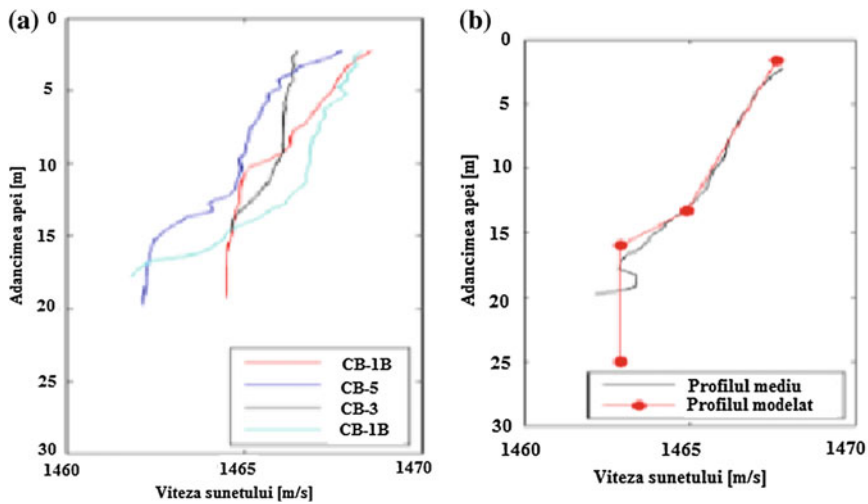 (a)
0
5
10
15
20
25
30
Adancimea apei [m]
CB-1B
CB-5
CB-3
CB-1B
1460
1465
1470
Viteza sunetului [m/s]
(b)
0
5
10
15
20
25
30
Adancimea apei [m]
Profilul mediu
Profilul modelat
1460
1465
1470
Viteza sunetului [m/s]